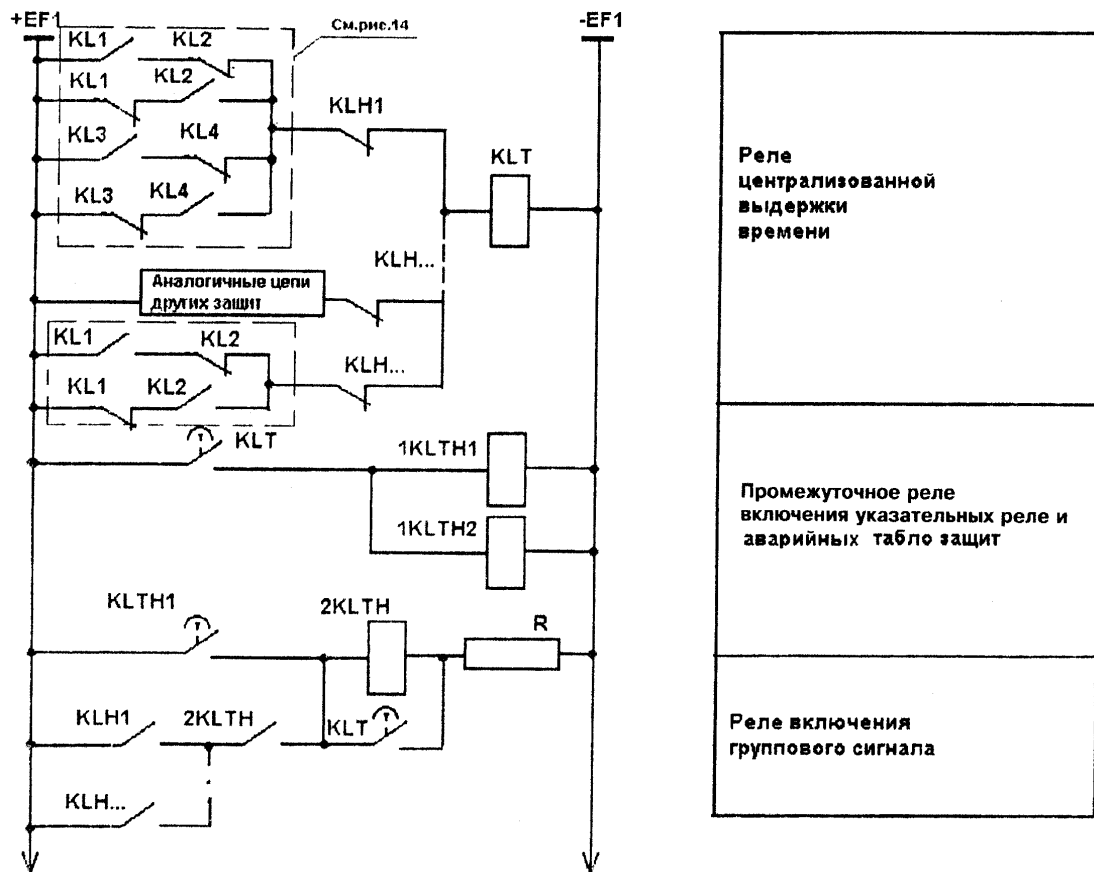 +EF1
См.рис.14
-EF1
KL1
KL2
KL1
KL2
KLH1
KL3
KL4
KLT
KL3
KL4
KLH...
Аналогичные цепи
других защит
KL1
KL2
KLH...
KL1
KL2
KLT
1KLTH1
1KLTH2
KLTH1
2KLTH
R
KLH1
2KLTH
KLT
KLH...
Реле
централизованной
выдержки
времени
Промежуточное реле
включения указательных реле и
аварийных табло защит
Реле включения
группового сигнала